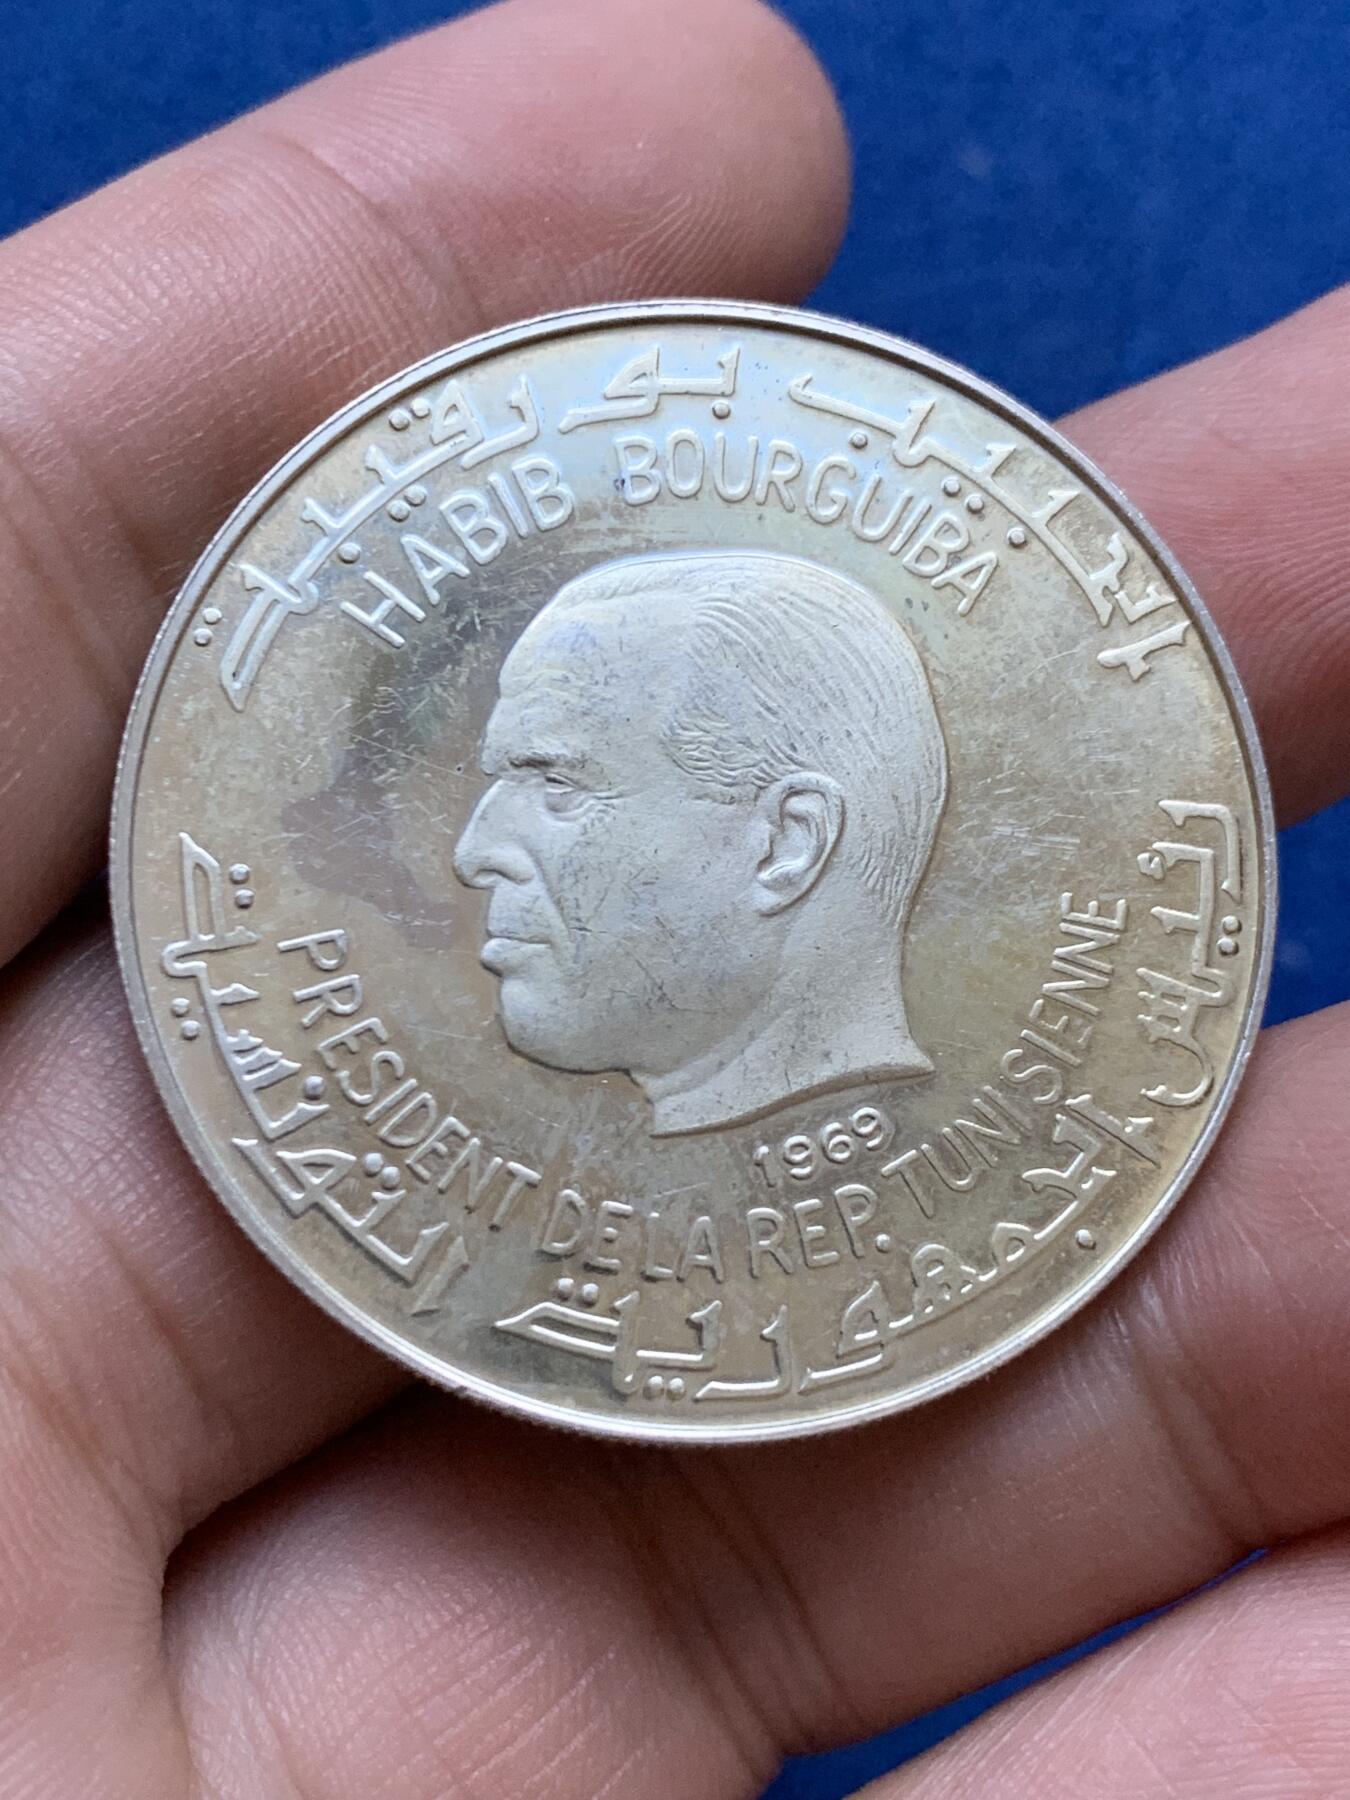 الحبيب بورقيبة
HABIB BOURGUIBA
1969
PRESIDENT DE LA REP. TUNISIENNE
رئيس الجمهورية التونسية